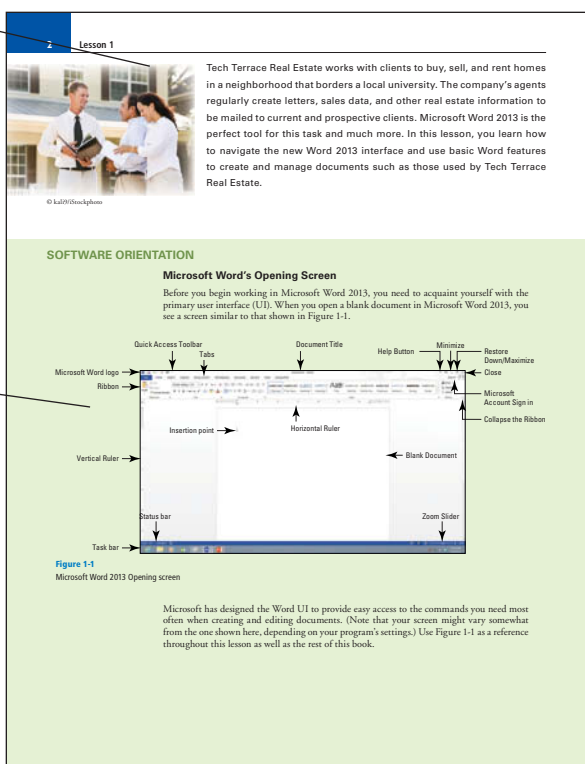 2 Lesson 1
Tech Terrace Real Estate works with clients to buy, sell, and rent homes
in a neighborhood that borders a local university. The company's agents
regularly create letters, sales data, and other real estate information to
be mailed to current and prospective clients. Microsoft Word 2013 is the
perfect tool for this task and much more. In this lesson, you learn how
to navigate the new Word 2013 interface and use basic Word features
to create and manage documents such as those used by Tech Terrace
Real Estate.
© kali9/iStockphoto
SOFTWARE ORIENTATION
Microsoft Word's Opening Screen
Before you begin working in Microsoft Word 2013, you need to acquaint yourself with the
primary user interface (UI). When you open a blank document in Microsoft Word 2013, you
see a screen similar to that shown in Figure 1-1.
Quick Access Toolbar
Tabs
Document Title
Help Button
Minimize
Restore
Down/Maximize
Close
Microsoft Word logo
Ribbon
Microsoft
Account Sign in
Collapse the Ribbon
Insertion point
Horizontal Ruler
Vertical Ruler
Blank Document
Status bar
Zoom Slider
Task bar
Figure 1-1
Microsoft Word 2013 Opening screen
Microsoft has designed the Word UI to provide easy access to the commands you need most
often when creating and editing documents. (Note that your screen might vary somewhat
from the one shown here, depending on your program's settings.) Use Figure 1-1 as a reference
throughout this lesson as well as the rest of this book.